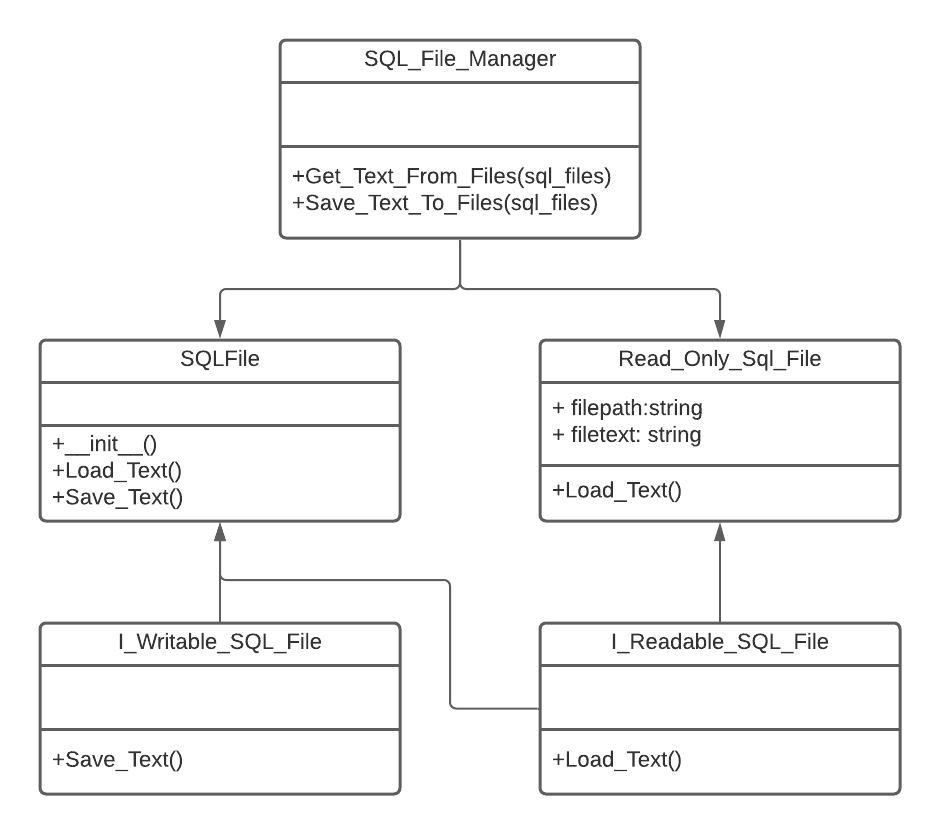 SQL_File_Manager
+Get_Text_From_Files(sql_files)
+Save_Text_To_Files(sql_files)
SQLFile
+__init__()
+Load_Text()
+Save_Text()
Read_Only_Sql_File
+ filepath:string
+ filetext: string
+Load_Text()
I_Writable_SQL_File
+Save_Text()
I_Readable_SQL_File
+Load_Text()